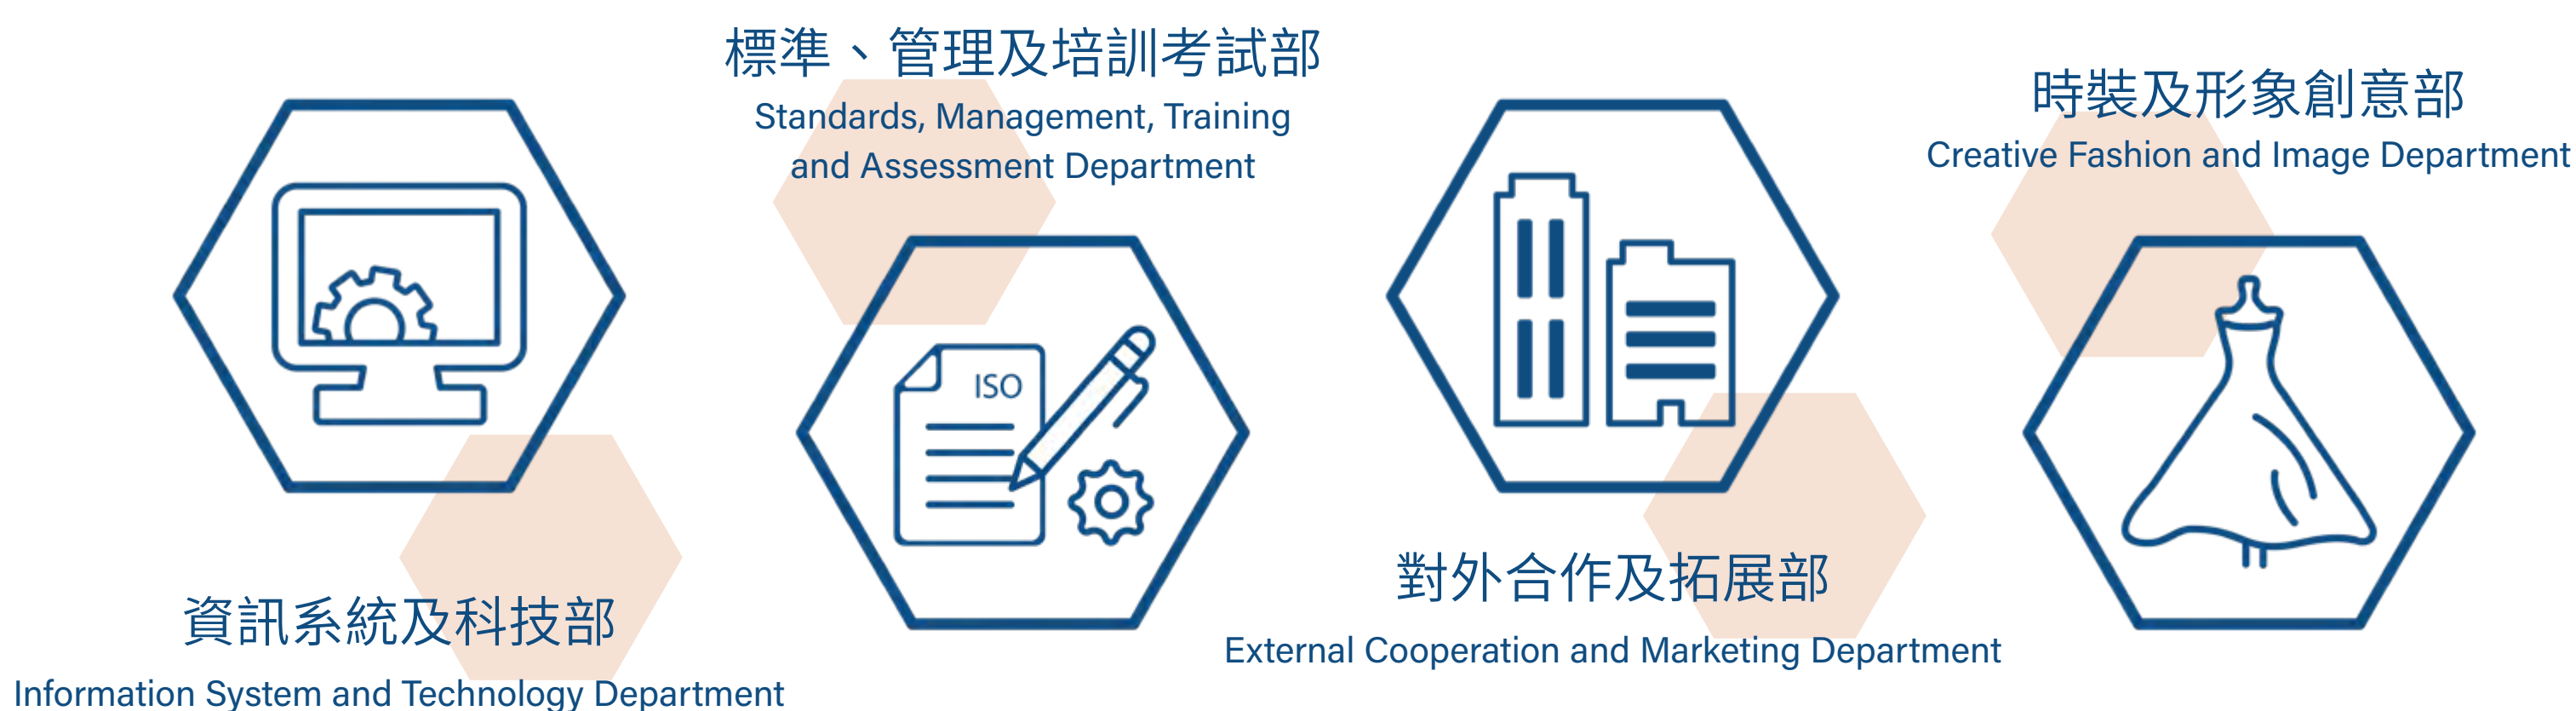 資訊系統及科技部
Information System and Technology Department
標準、管理及培訓考試部
Standards, Management, Training
and Assessment Department
ISO
對外合作及拓展部
External Cooperation and Marketing Department
時裝及形象創意部
Creative Fashion and Image Department